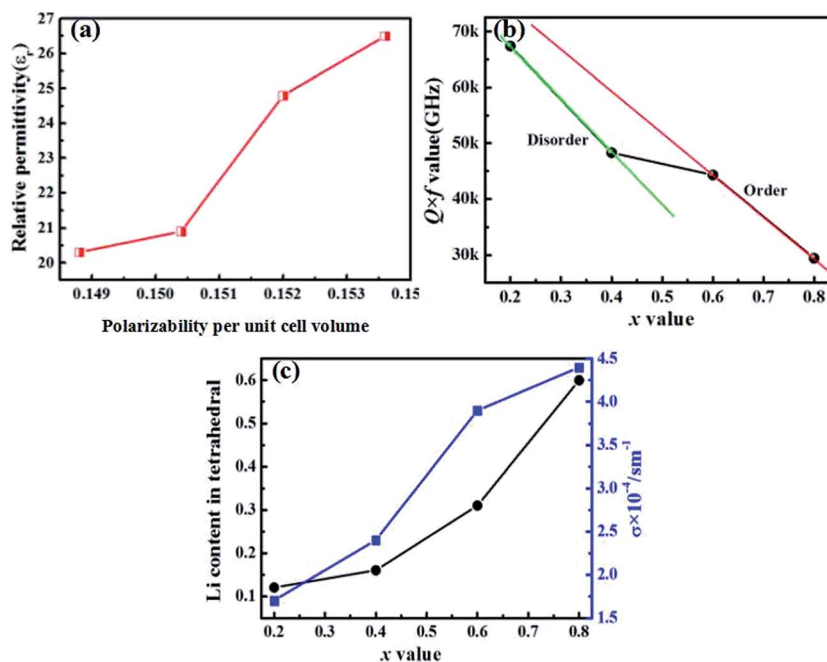 (a)
Relative permittivity(εr)
27
26
25
24
23
22
21
20
0.149 0.150 0.151 0.152 0.153 0.15
Polarizability per unit cell volume
(b)
Q×f value(GHz)
70k
60k
50k
40k
30k
Disorder
Order
0.2 0.3 0.4 0.5 0.6 0.7 0.8
x value
(c)
Li content in tetrahedral
0.6
0.5
0.4
0.3
0.2
0.1
4.5
4.0
3.5
3.0
2.5
2.0
1.5
σ×10⁻⁴/sm⁻¹
0.2 0.3 0.4 0.5 0.6 0.7 0.8
x value